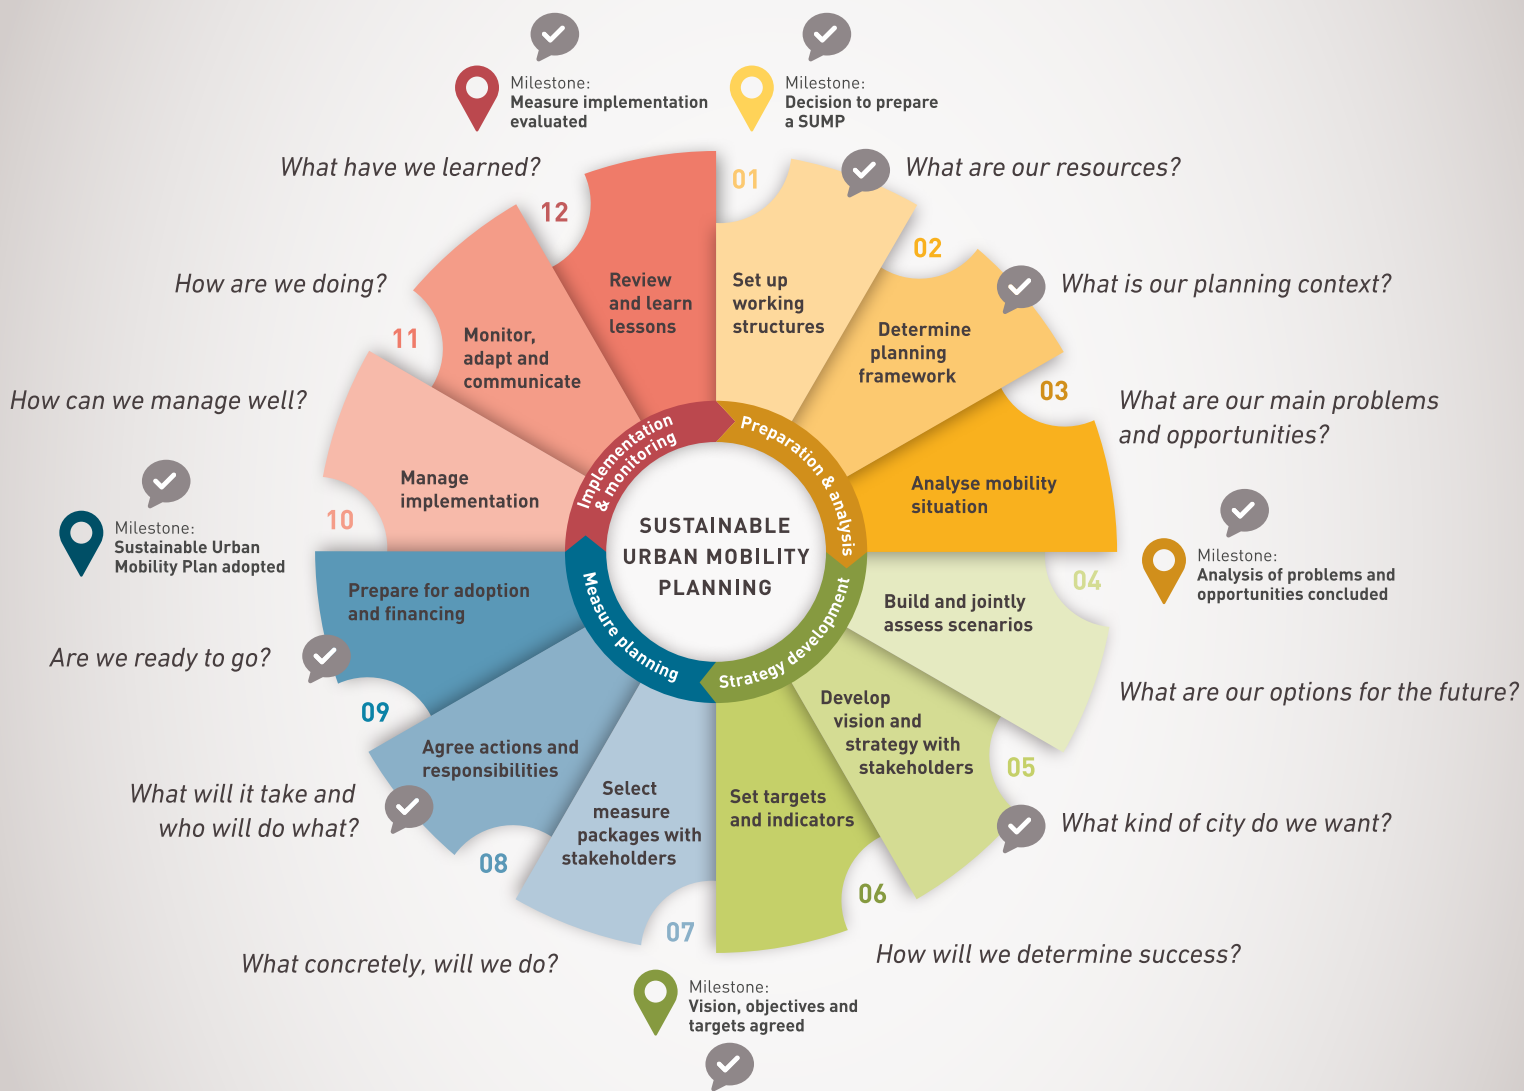 Milestone:
Measure implementation
evaluated
Milestone:
Decision to prepare
a SUMP
What have we learned?
What are our resources?
12
Review
and learn
lessons
01
Set up
working
structures
02
Determine
planning
framework
What is our planning context?
03
Analyse mobility
situation
What are our main problems
and opportunities?
Milestone:
Analysis of problems and
opportunities concluded
04
Build and jointly
assess scenarios
What are our options for the future?
05
Develop
vision and
strategy with
stakeholders
What kind of city do we want?
06
Set targets
and indicators
How will we determine success?
Milestone:
Vision, objectives and
targets agreed
07
Select
measure
packages with
stakeholders
What concretely, will we do?
08
Agree actions and
responsibilities
What will it take and
who will do what?
09
Prepare for adoption
and financing
Are we ready to go?
Milestone:
Sustainable Urban
Mobility Plan adopted
10
Manage
implementation
How can we manage well?
11
Monitor,
adapt and
communicate
How are we doing?
Preparation & analysis
Strategy development
Measure planning
Implementation
& monitoring
SUSTAINABLE
URBAN MOBILITY
PLANNING